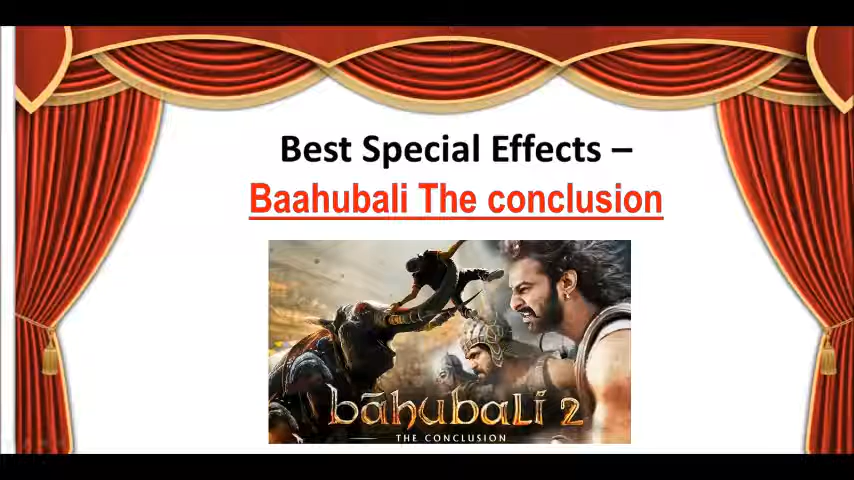 Best Special Effects –
Baahubali The conclusion
bāhubali 2
THE CONCLUSION